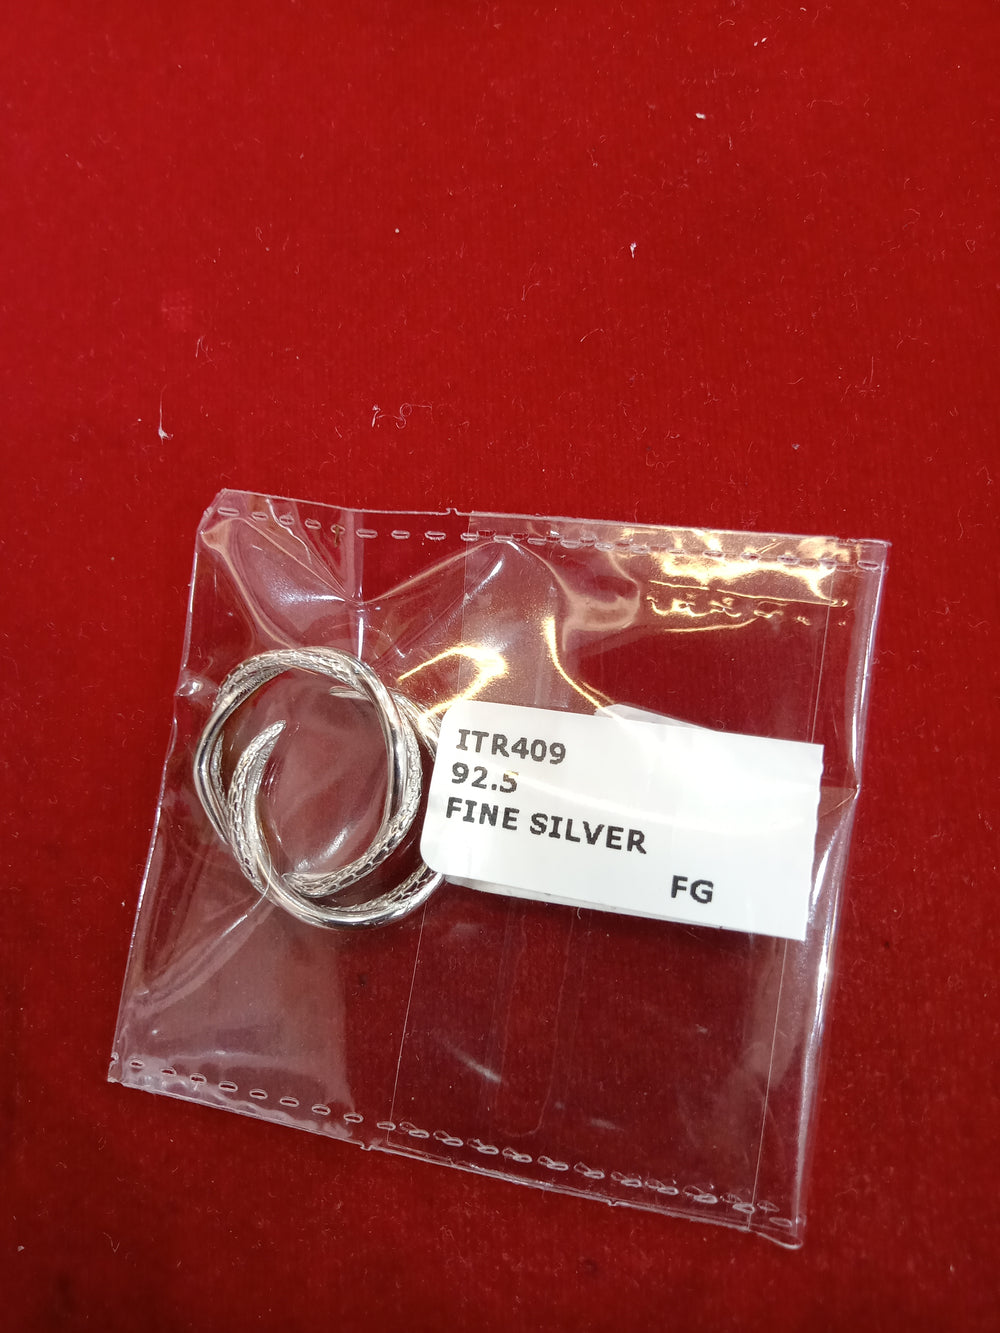 ITR409
92.5
FINE SILVER
FG